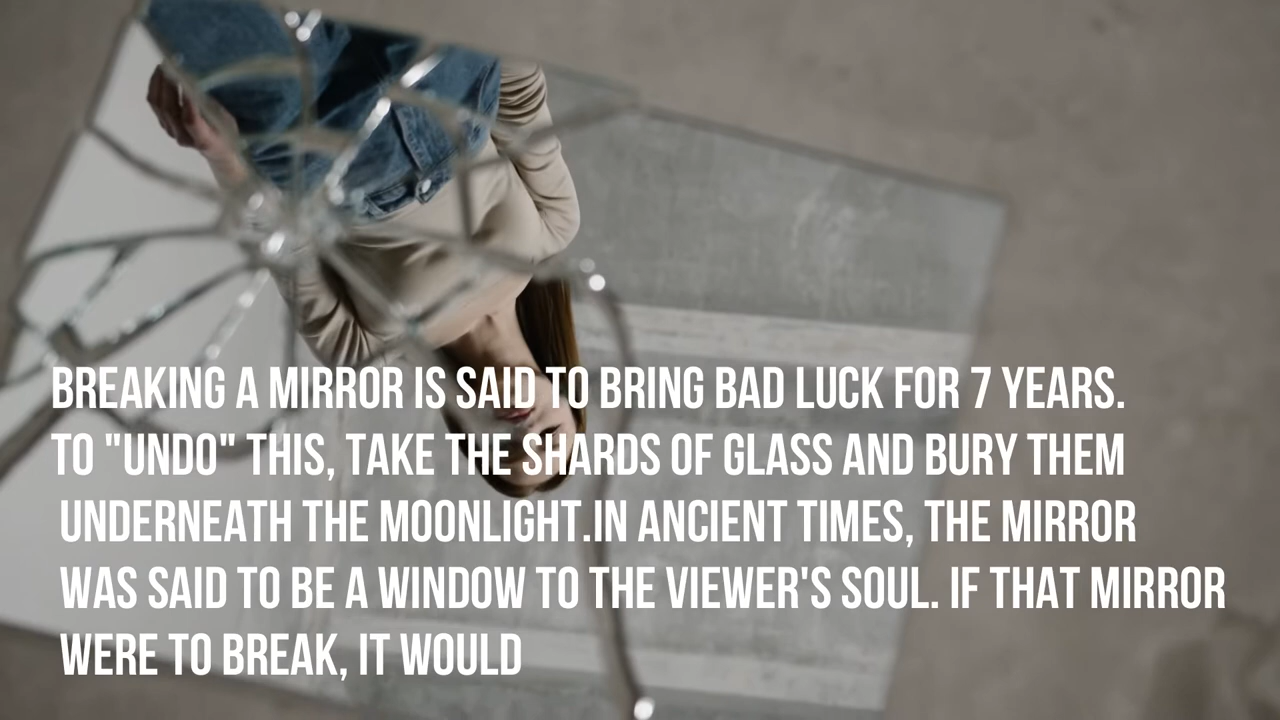 BREAKING A MIRROR IS SAID TO BRING BAD LUCK FOR 7 YEARS.
TO "UNDO" THIS, TAKE THE SHARDS OF GLASS AND BURY THEM
UNDERNEATH THE MOONLIGHT.IN ANCIENT TIMES, THE MIRROR
WAS SAID TO BE A WINDOW TO THE VIEWER'S SOUL. IF THAT MIRROR
WERE TO BREAK, IT WOULD